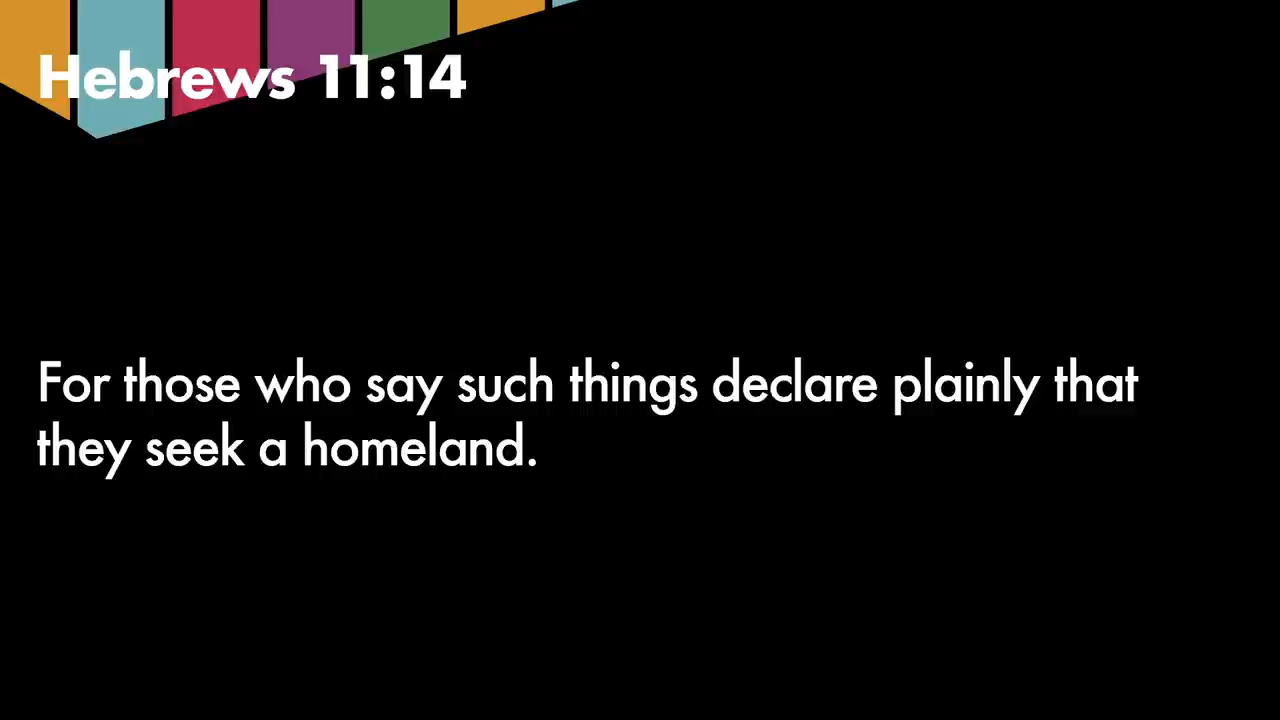 Hebrews 11:14
For those who say such things declare plainly that
they seek a homeland.